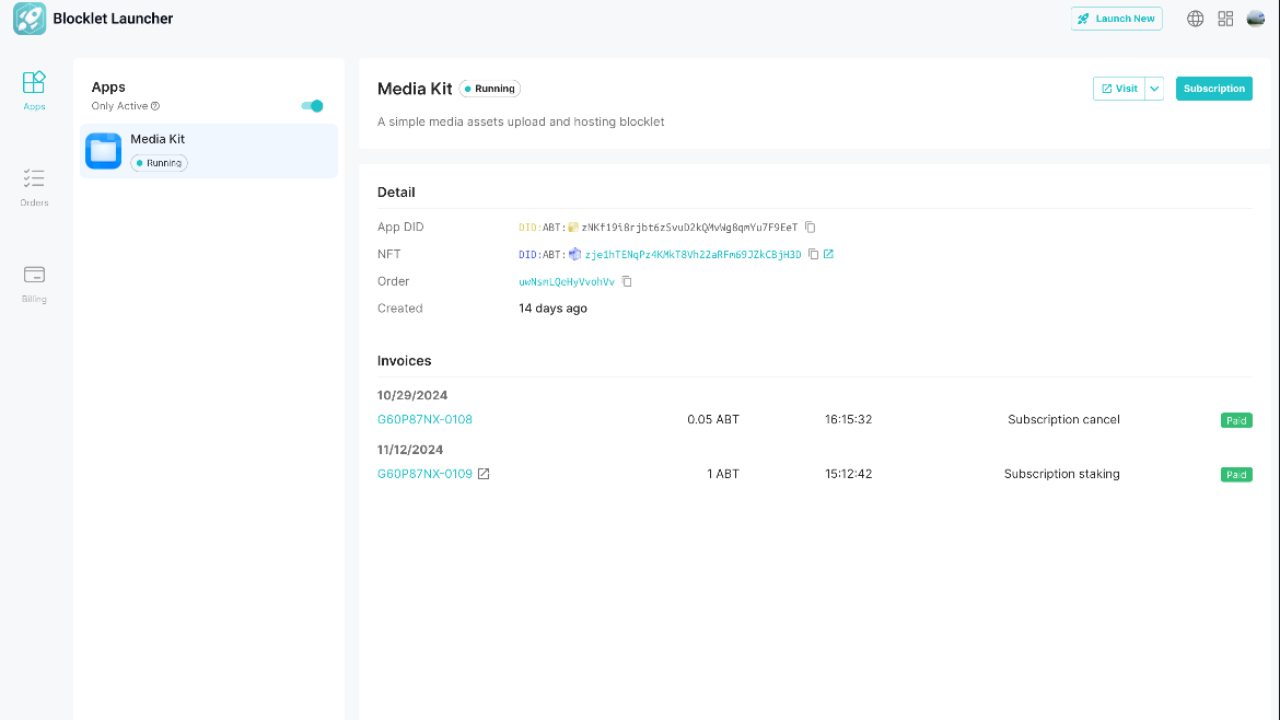 Blocklet Launcher
Launch New
Apps
Orders
Billing
Apps
Only Active
Media Kit
Running
Media Kit Running
Visit
Subscription
A simple media assets upload and hosting blocklet
Detail
App DID DID:ABT: zNKf19i8rjbt6zSvuD2kQMvWg8qmYu7F9EeT
NFT DID:ABT: zje1hTENqPz4KMkT8Vh22aRFm69JZkCBjH3D
Order uwNsmLQeHyVvohVv
Created 14 days ago
Invoices
10/29/2024
G60P87NX-0108 0.05 ABT 16:15:32 Subscription cancel Paid
11/12/2024
G60P87NX-0109 1 ABT 15:12:42 Subscription staking Paid